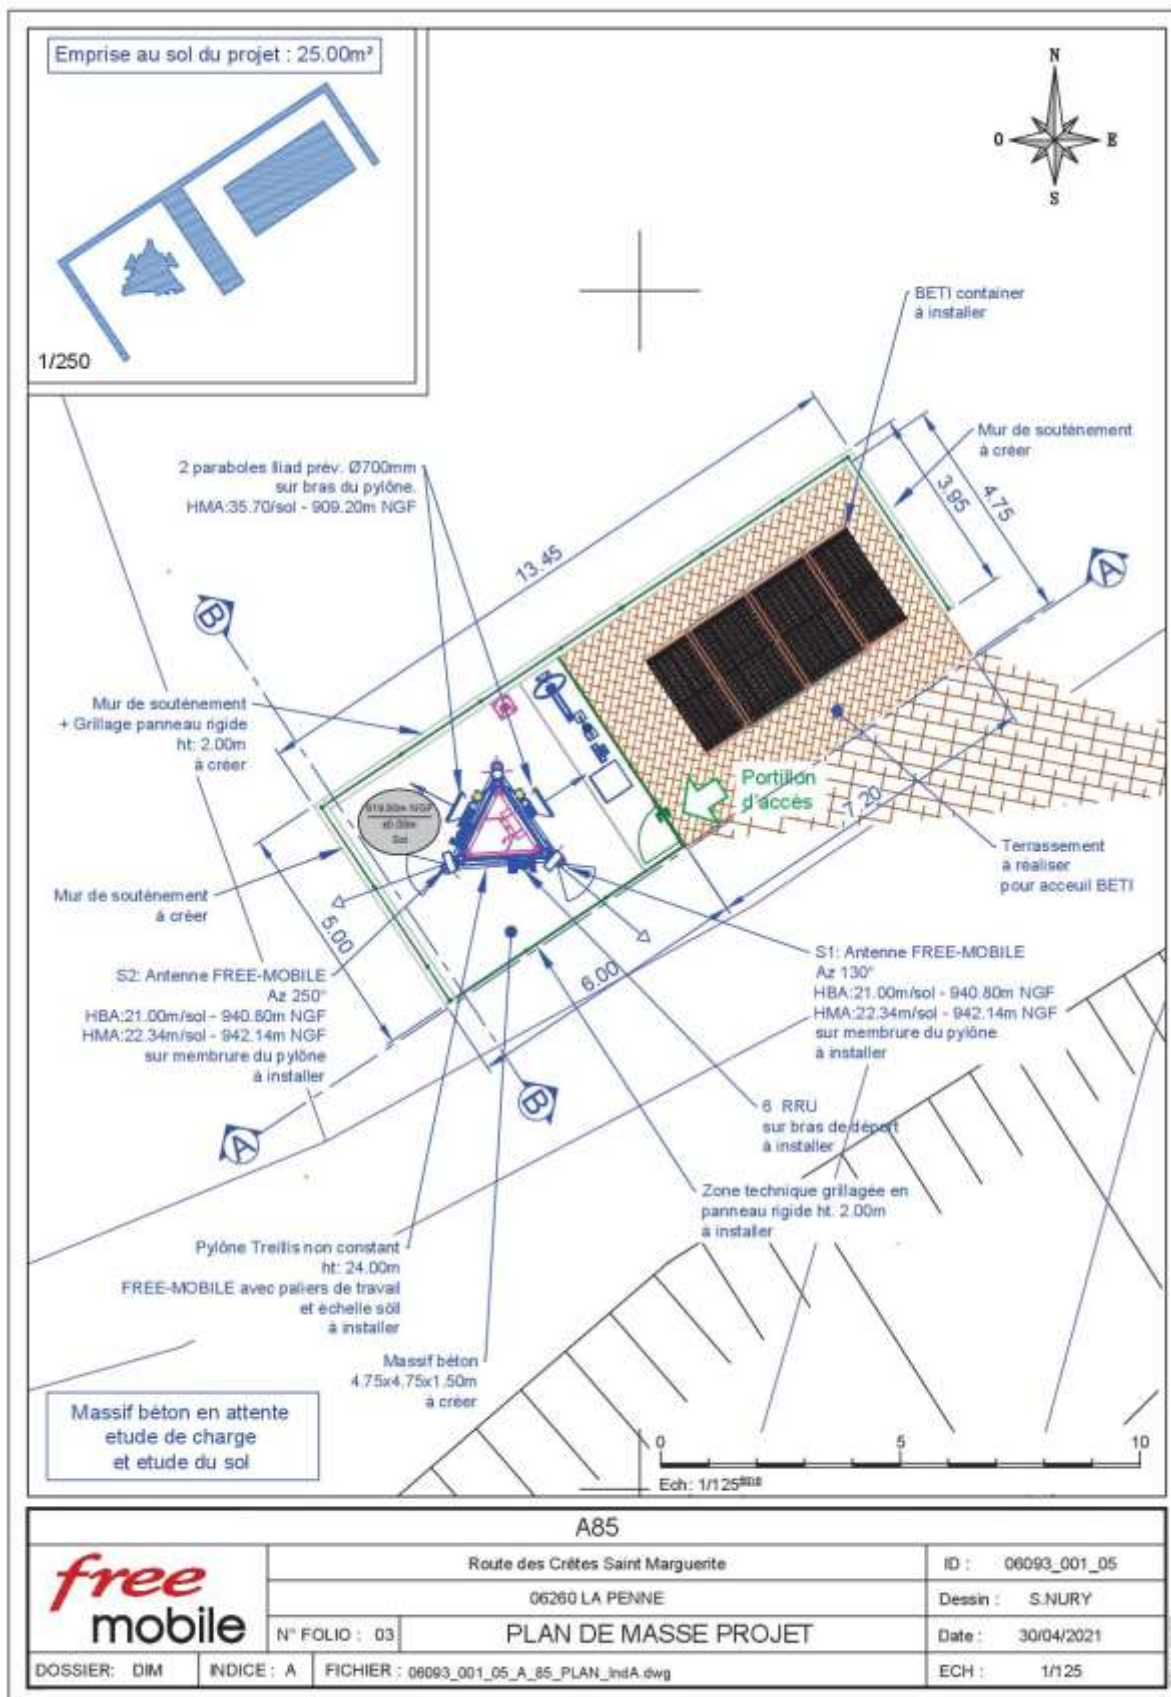 Emprise au sol du projet : 25.00m²
1/250
N
O
E
S
BETI container
à installer
Mur de soutènement
à créer
2 paraboles Iliad prév. Ø700mm
sur bras du pylône.
HMA:35.70/sol - 909.20m NGF
13.45
3.95
4.75
A
B
Mur de soutènement
+ Grillage panneau rigide
ht: 2.00m
à créer
Portillon
d'accès
7.20
±0.00m
Sol
Terrassement
à réaliser
pour acceuil BETI
Mur de soutènement
à créer
5.00
6.00
S2: Antenne FREE-MOBILE
Az 250°
HBA:21.00m/sol - 940.80m NGF
HMA:22.34m/sol - 942.14m NGF
sur membrure du pylône
à installer
S1: Antenne FREE-MOBILE
Az 130°
HBA:21.00m/sol - 940.80m NGF
HMA:22.34m/sol - 942.14m NGF
sur membrure du pylône
à installer
B
A
6 RRU
sur bras de déport
à installer
Zone technique grillagée en
panneau rigide ht. 2.00m
à installer
Pylône Treillis non constant
ht: 24.00m
FREE-MOBILE avec paliers de travail
et échelle söll
à installer
Massif béton
4.75x4.75x1.50m
à créer
Massif béton en attente
etude de charge
et etude du sol
0 5 10
Ech: 1/125
A85
free
mobile
Route des Crêtes Saint Marguerite
06260 LA PENNE
N° FOLIO : 03
PLAN DE MASSE PROJET
ID : 06093_001_05
Dessin : S.NURY
Date : 30/04/2021
DOSSIER: DIM
INDICE : A
FICHIER : 06093_001_05_A_85_PLAN_IndA.dwg
ECH : 1/125